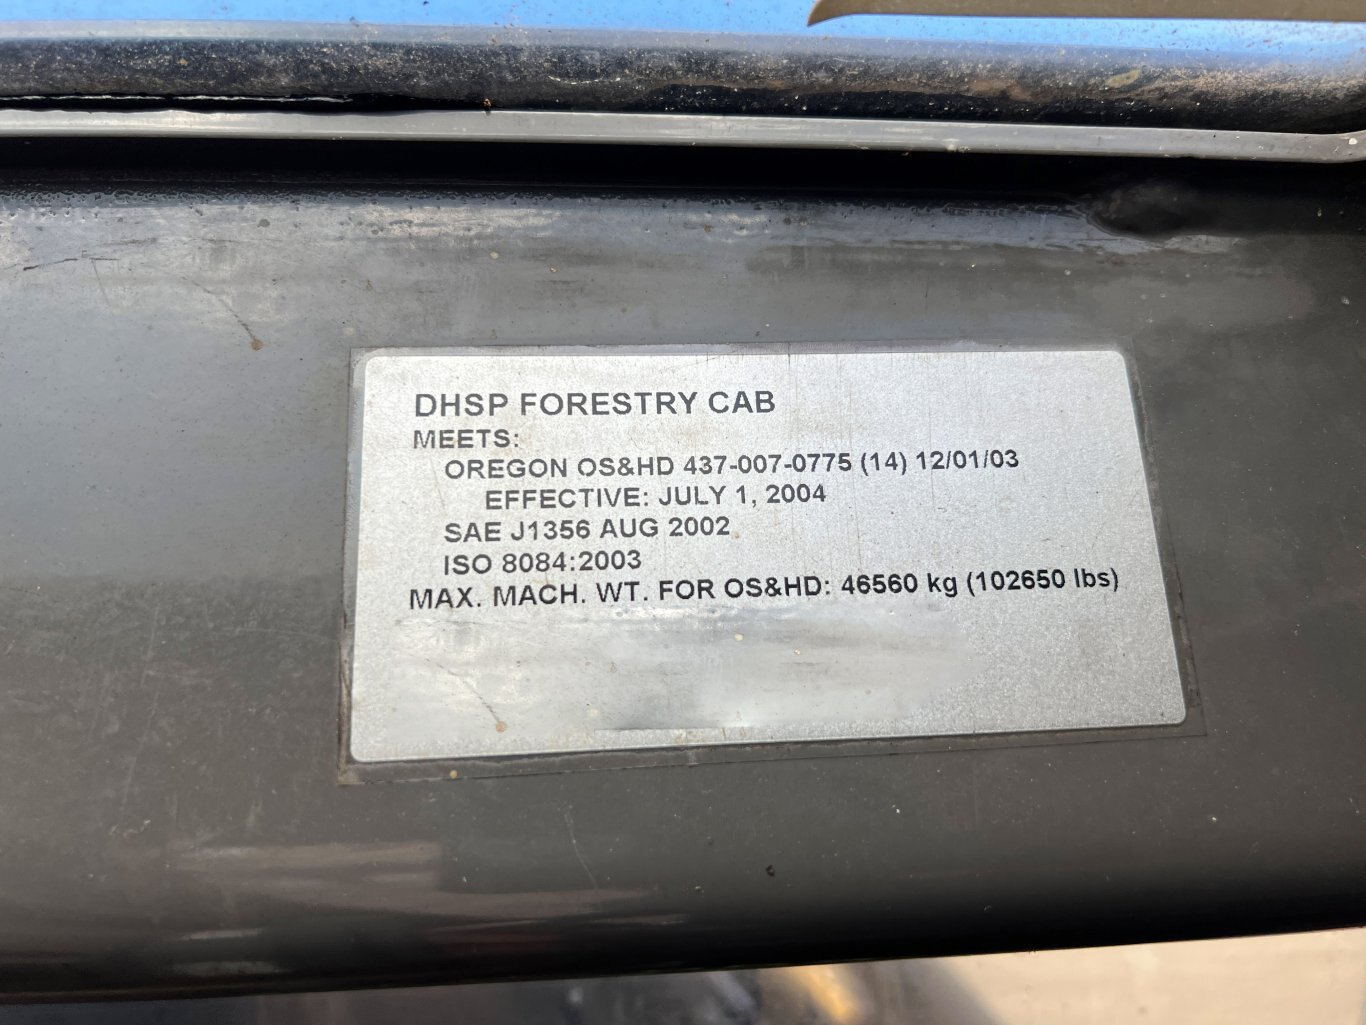 DHSP FORESTRY CAB
MEETS:
OREGON OS&HD 437-007-0775 (14) 12/01/03
EFFECTIVE: JULY 1, 2004
SAE J1356 AUG 2002
ISO 8084:2003
MAX. MACH. WT. FOR OS&HD: 46560 kg (102650 lbs)